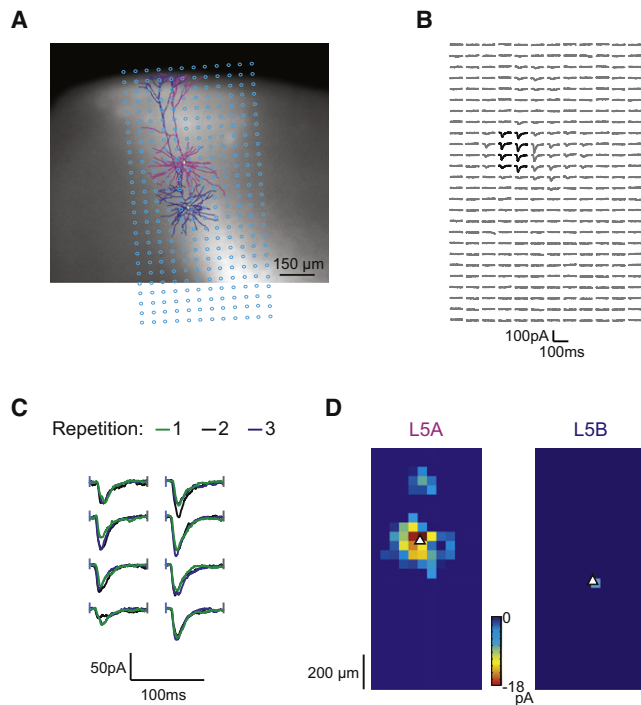 A
B
150 µm
100pA
100ms
C
Repetition: 1 2 3
50pA
100ms
D
L5A
L5B
200 µm
0
-18
pA